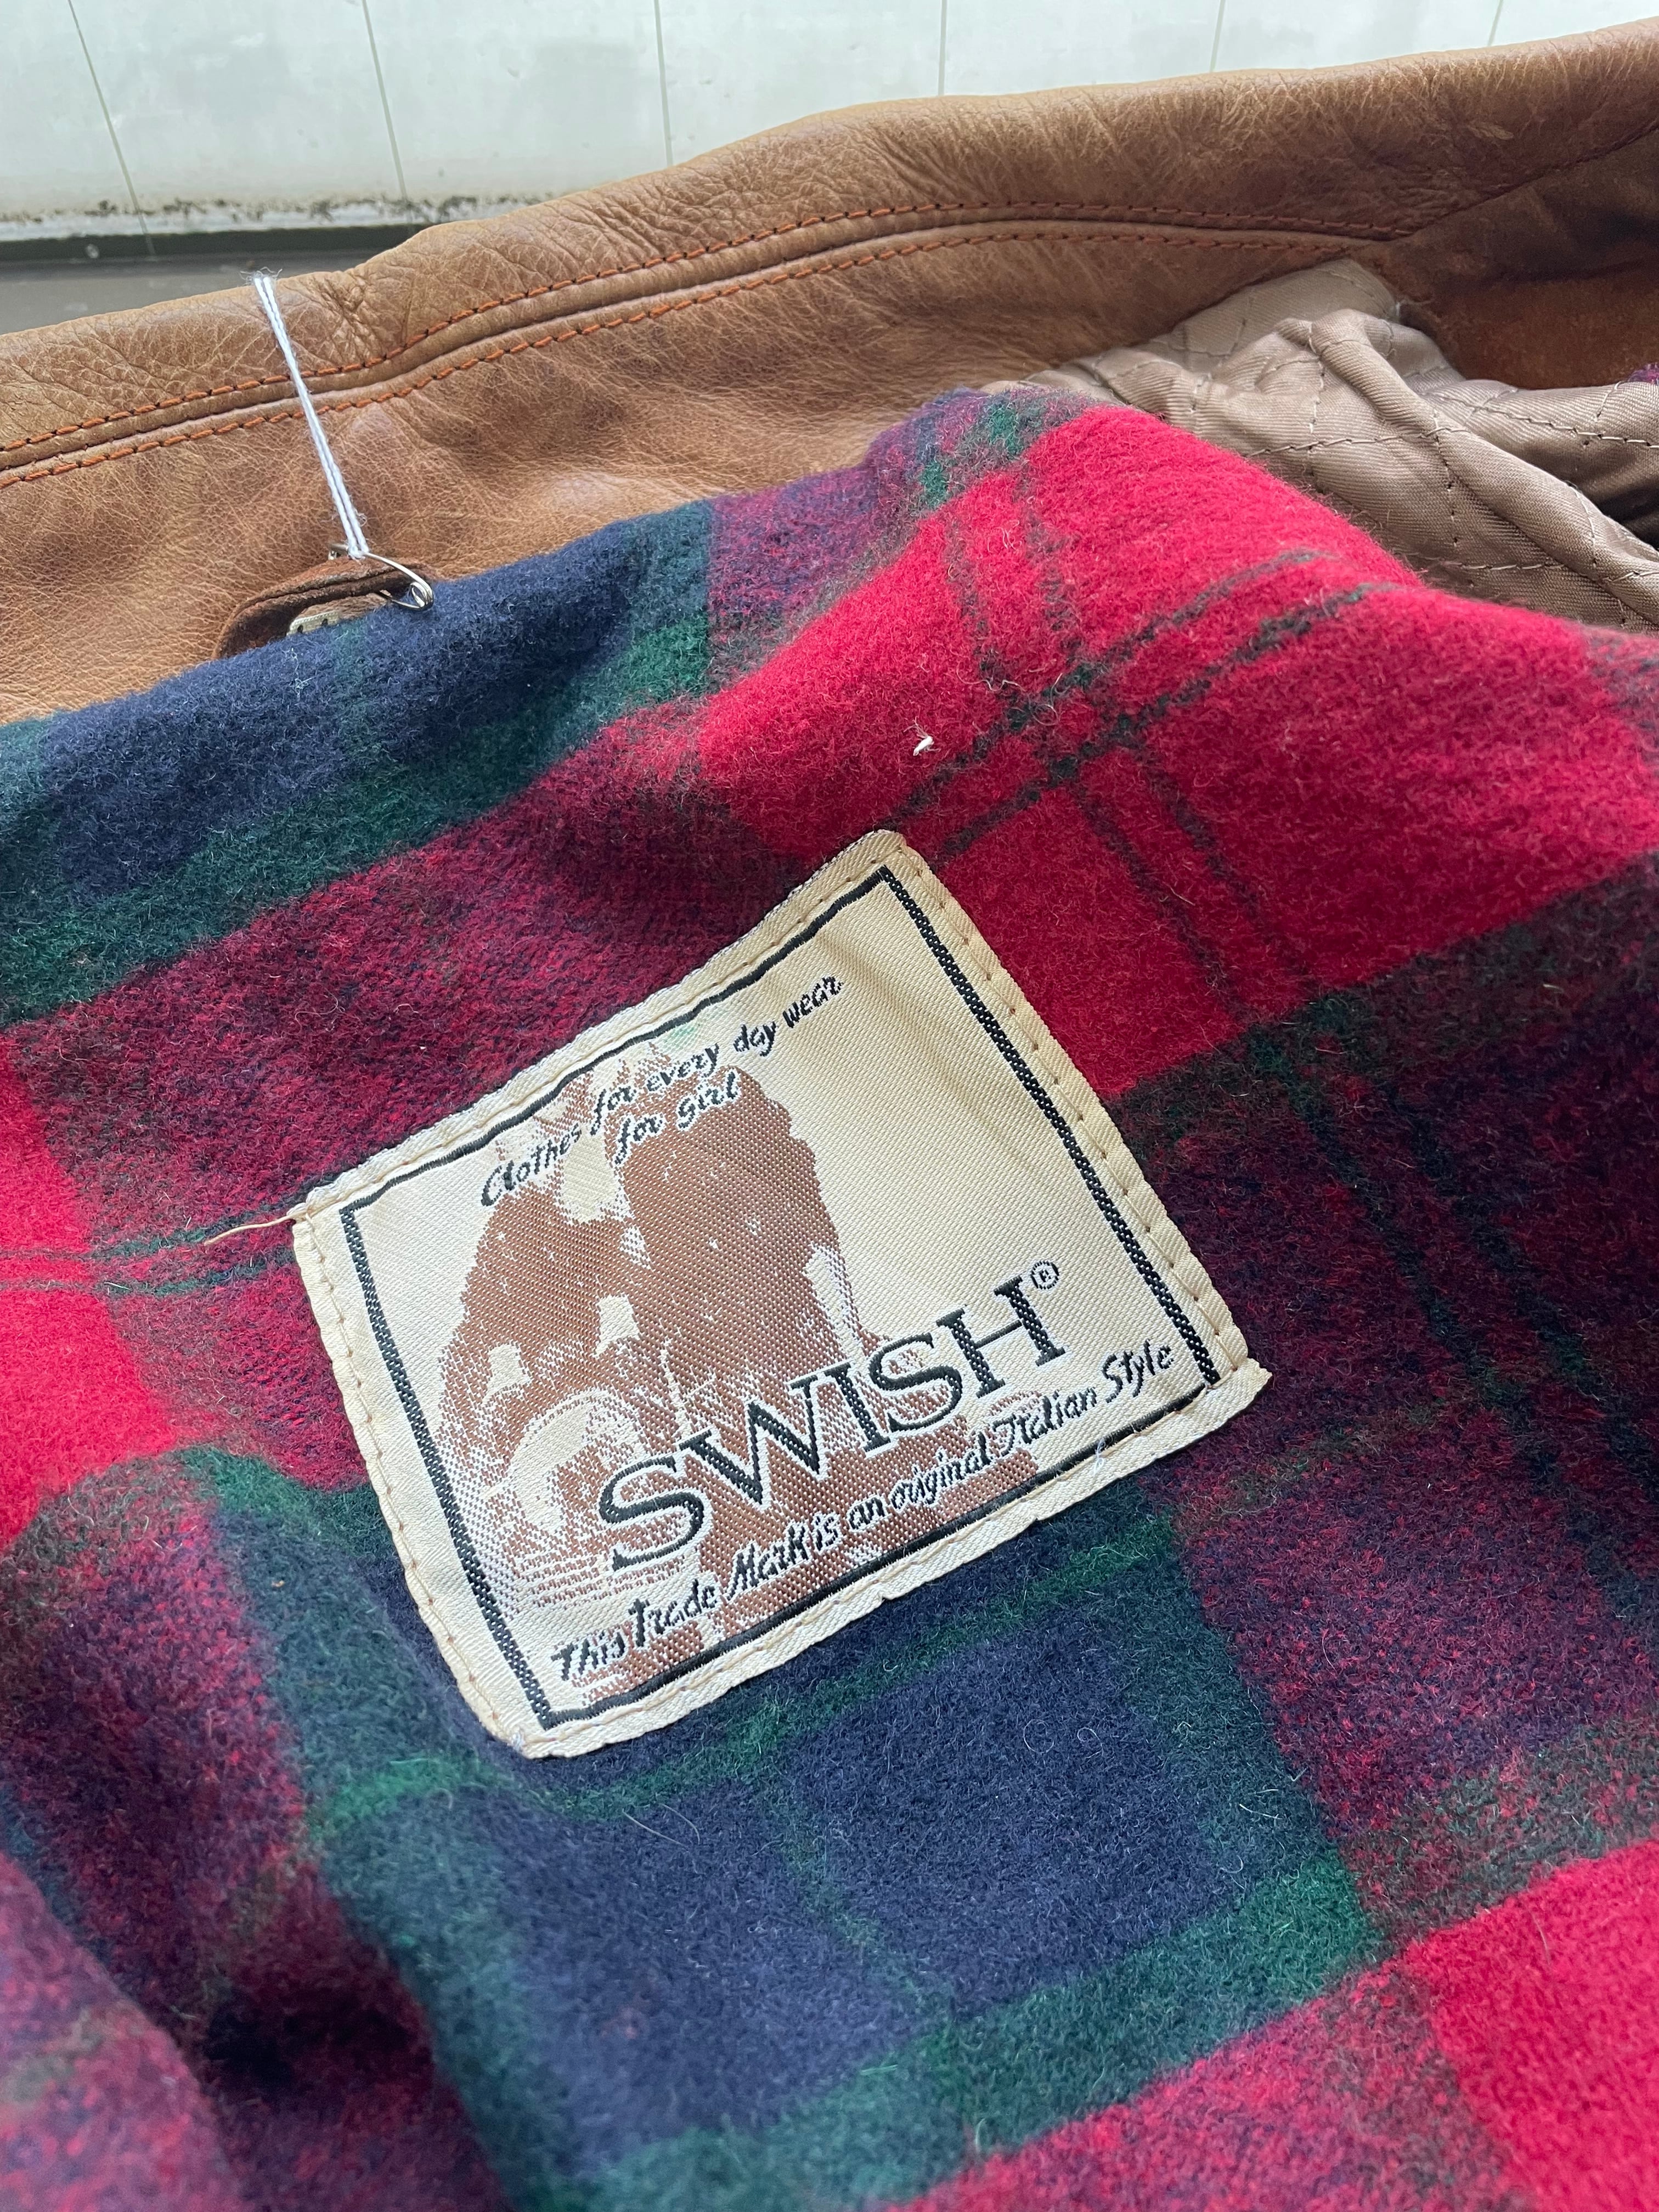 Clothes for every day wear
for girl
SWISH®
This Trade Mark is an original Italian Style